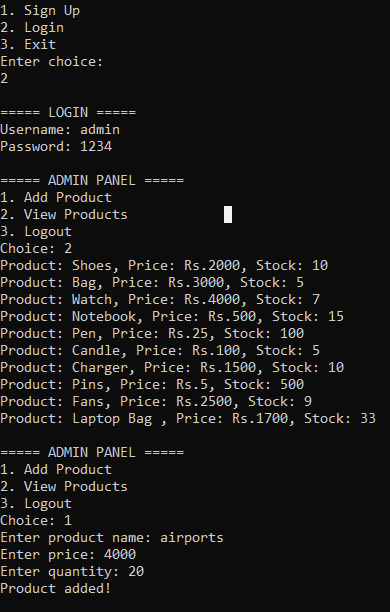 1. Sign Up
2. Login
3. Exit
Enter choice:
2
===== LOGIN =====
Username: admin
Password: 1234
===== ADMIN PANEL =====
1. Add Product
2. View Products
3. Logout
Choice: 2
Product: Shoes, Price: Rs.2000, Stock: 10
Product: Bag, Price: Rs.3000, Stock: 5
Product: Watch, Price: Rs.4000, Stock: 7
Product: Notebook, Price: Rs.500, Stock: 15
Product: Pen, Price: Rs.25, Stock: 100
Product: Candle, Price: Rs.100, Stock: 5
Product: Charger, Price: Rs.1500, Stock: 10
Product: Pins, Price: Rs.5, Stock: 500
Product: Fans, Price: Rs.2500, Stock: 9
Product: Laptop Bag , Price: Rs.1700, Stock: 33
===== ADMIN PANEL =====
1. Add Product
2. View Products
3. Logout
Choice: 1
Enter product name: airports
Enter price: 4000
Enter quantity: 20
Product added!